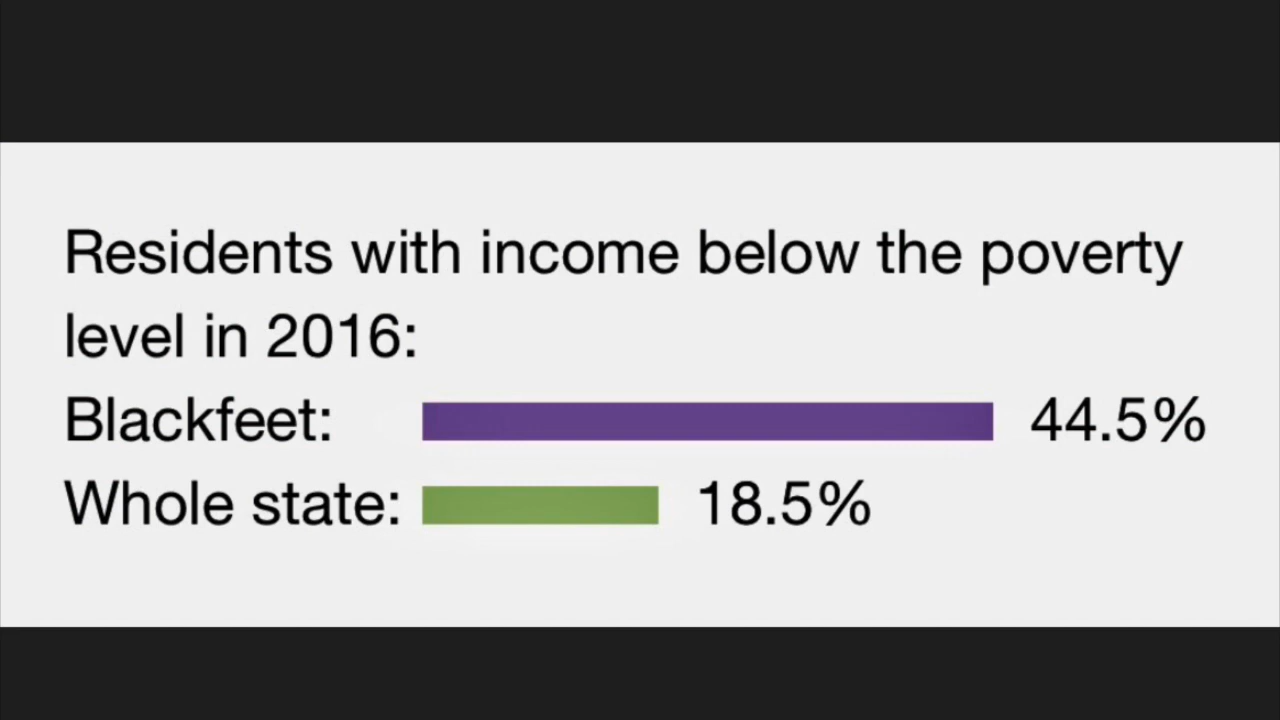 Residents with income below the poverty
level in 2016:
Blackfeet: 44.5%
Whole state: 18.5%